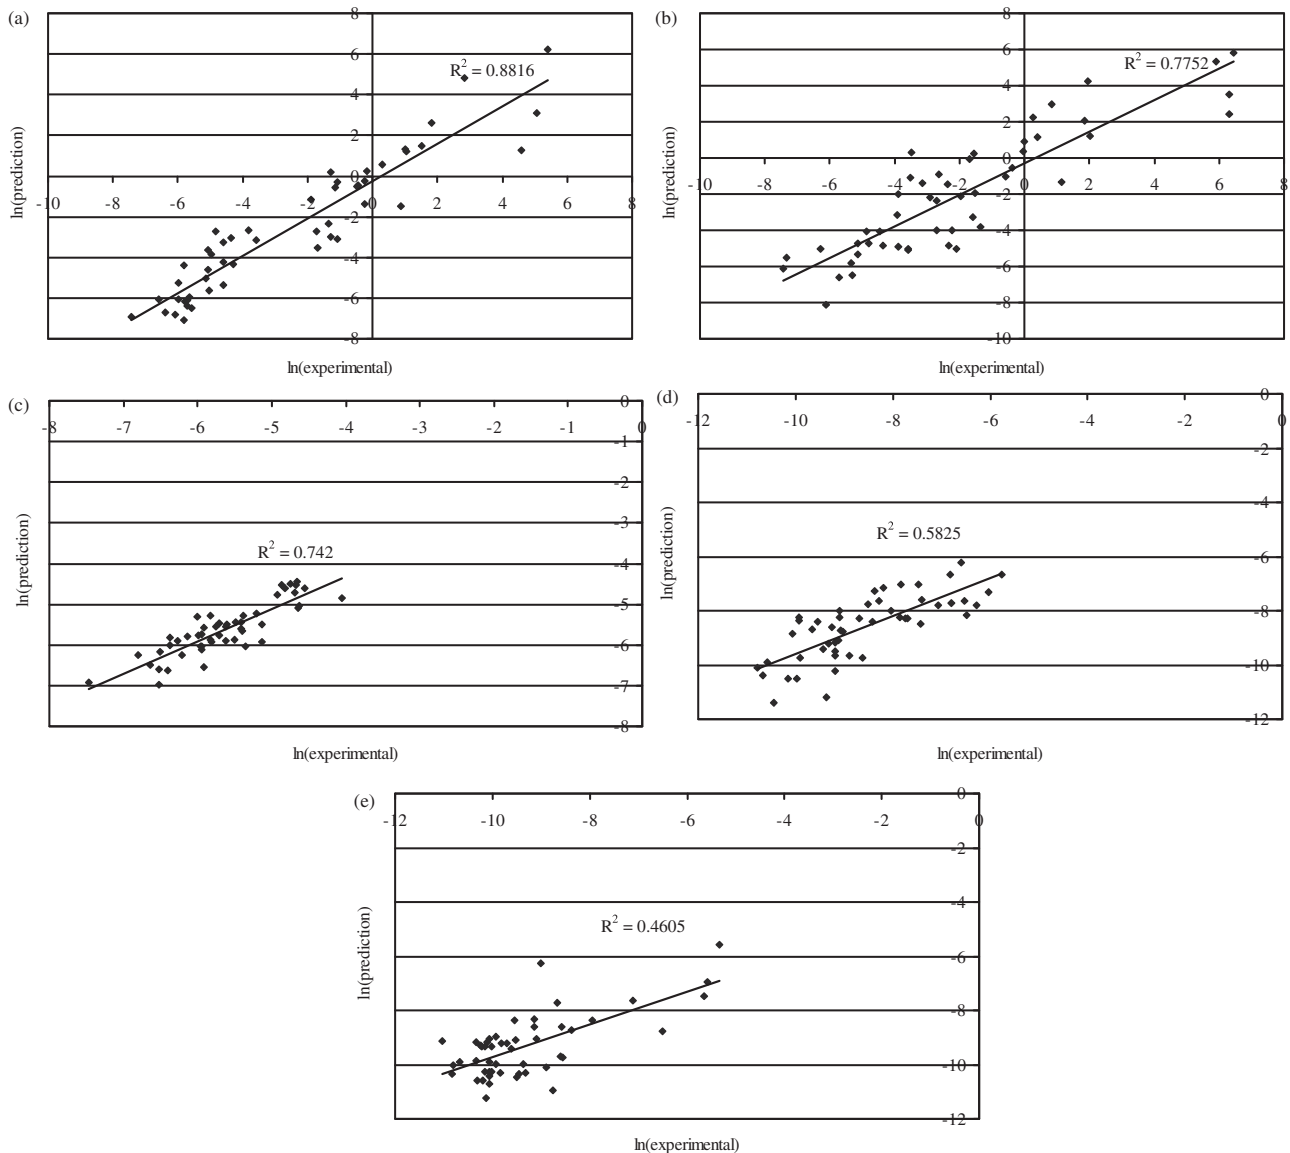 (a)
8
6
4
2
0
-2
-4
-6
-8
-10 -8 -6 -4 -2 0 2 4 6 8
R² = 0.8816
ln(prediction)
ln(experimental)
(b)
8
6
4
2
0
-2
-4
-6
-8
-10
-10 -8 -6 -4 -2 0 2 4 6 8
R² = 0.7752
ln(prediction)
ln(experimental)
(c)
0
-8 -7 -6 -5 -4 -3 -2 -1 0
-1
-2
-3
-4
-5
-6
-7
-8
R² = 0.742
ln(prediction)
ln(experimental)
(d)
0
-12 -10 -8 -6 -4 -2 0
-2
-4
-6
-8
-10
-12
R² = 0.5825
ln(prediction)
ln(experimental)
(e)
0
-12 -10 -8 -6 -4 -2 0
-2
-4
-6
-8
-10
-12
R² = 0.4605
ln(prediction)
ln(experimental)